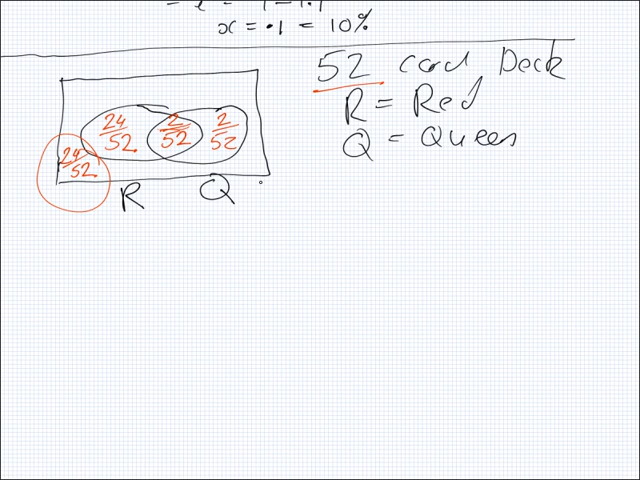 x = .1 = 10%
52 Card Deck
R = Red
Q = Queen
24/52
2/52
2/52
24/52
R
Q